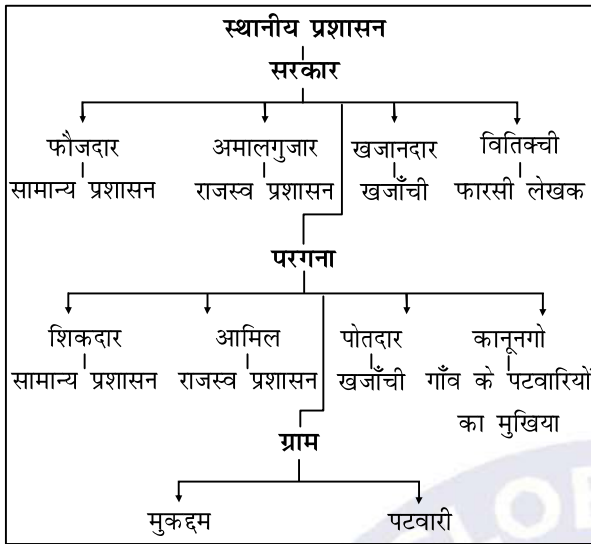 स्थानीय प्रशासन
सरकार
फौजदार अमालगुजार खजानदार वितिक्ची
सामान्य प्रशासन राजस्व प्रशासन खजाँची फारसी लेखक
परगना
शिकदार आमिल पोतदार कानूनगो
सामान्य प्रशासन राजस्व प्रशासन खजाँची गाँव के पटवारियों
का मुखिया
ग्राम
मुकद्दम पटवारी